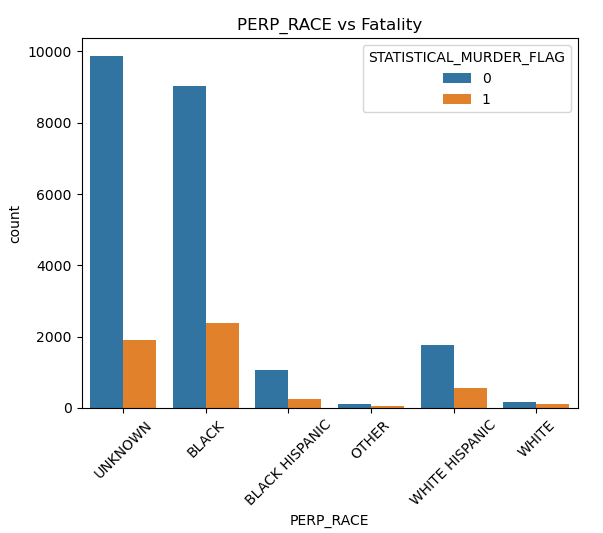 PERP_RACE vs Fatality
STATISTICAL_MURDER_FLAG
0
1
10000
8000
6000
4000
2000
0
count
UNKNOWN
BLACK
BLACK HISPANIC
OTHER
WHITE HISPANIC
WHITE
PERP_RACE